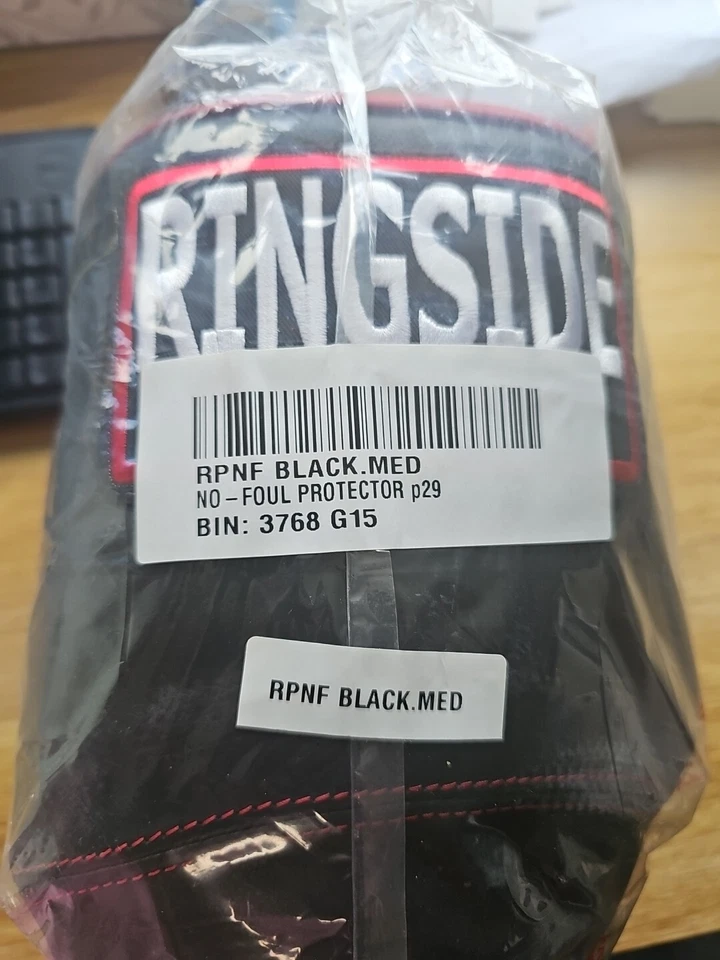 RINGSIDE
RPNF BLACK.MED
NO-FOUL PROTECTOR p29
BIN: 3768 G15
RPNF BLACK.MED